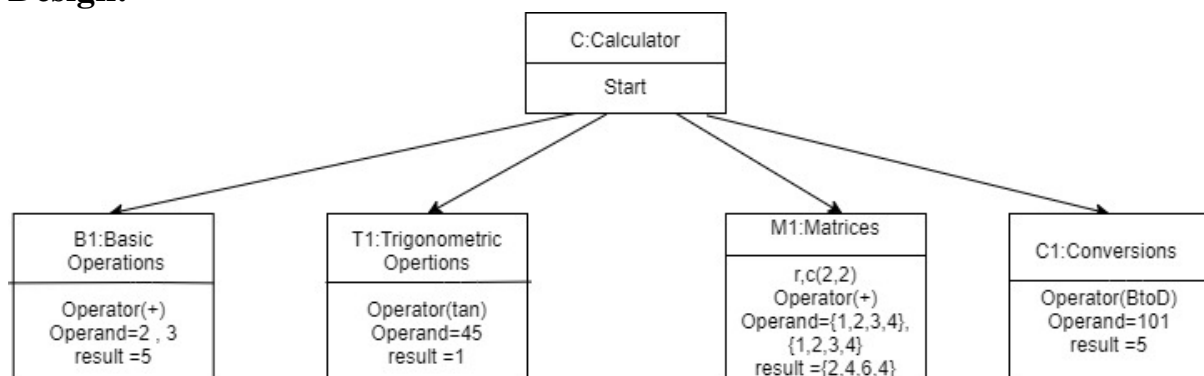 Design:
C:Calculator
Start
B1:Basic
Operations
Operator(+)
Operand=2 , 3
result =5
T1:Trigonometric
Opertions
Operator(tan)
Operand=45
result =1
M1:Matrices
r,c(2,2)
Operator(+)
Operand={1,2,3,4},
{1,2,3,4}
result ={2,4,6,4}
C1:Conversions
Operator(BtoD)
Operand=101
result =5